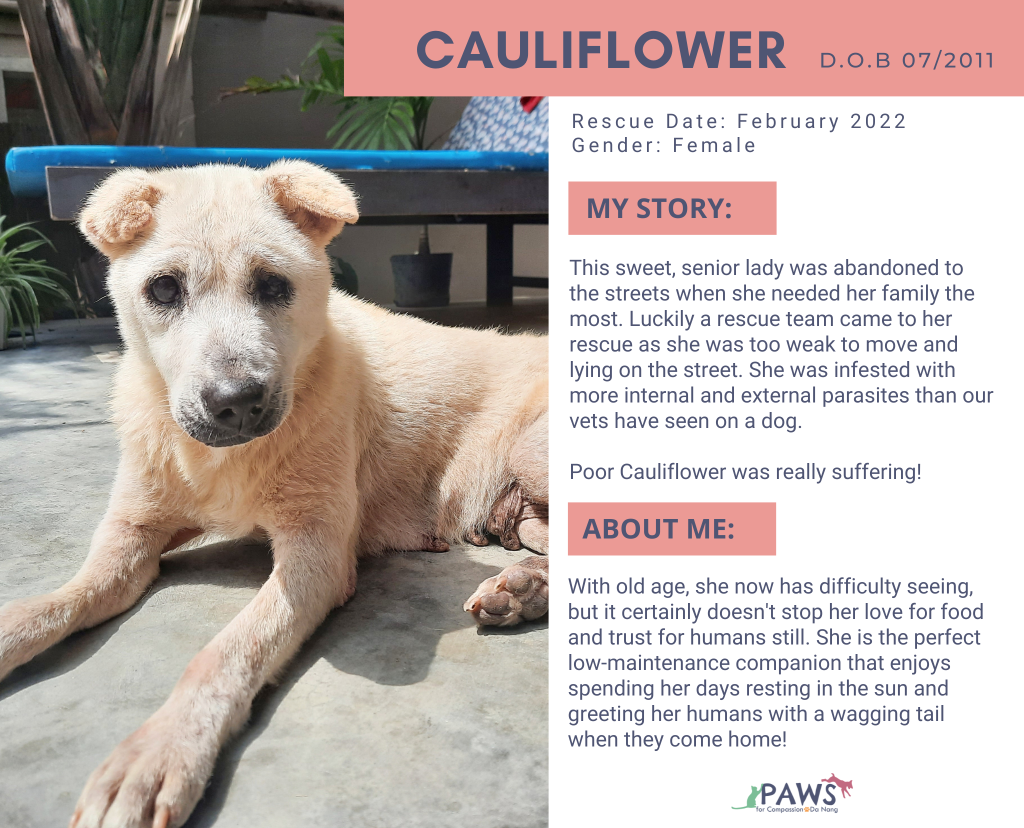 CAULIFLOWER D.O.B 07/2011
Rescue Date: February 2022
Gender: Female
MY STORY:
This sweet, senior lady was abandoned to
the streets when she needed her family the
most. Luckily a rescue team came to her
rescue as she was too weak to move and
lying on the street. She was infested with
more internal and external parasites than our
vets have seen on a dog.
Poor Cauliflower was really suffering!
ABOUT ME:
With old age, she now has difficulty seeing,
but it certainly doesn't stop her love for food
and trust for humans still. She is the perfect
low-maintenance companion that enjoys
spending her days resting in the sun and
greeting her humans with a wagging tail
when they come home!
PAWS
for Compassion@Da Nang